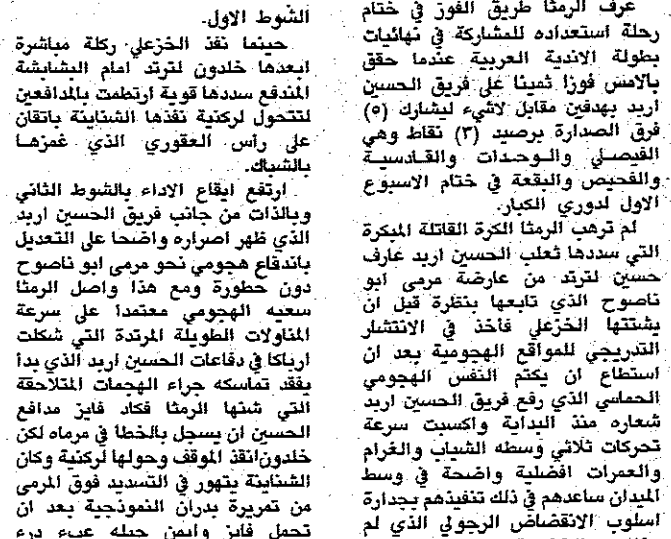 عرف الرمثا طريق الفوز في ختام
رحلة استعداده للمشاركة في نهائيات
بطولة الاندية العربية عندما حقق
بالامس فوزا ثمينا على فريق الحسين
اربد بهدفين مقابل لاشيء ليشارك (٥)
فرق الصدارة برصيد (٣) نقاط وهي
الفيصلي والوحدات والقادسية
والفحيص والبقعة في ختام الاسبوع
الاول لدوري الكبار.
لم ترهب الرمثا الكرة القاتلة المبكرة
التي سددها ثعلب الحسين اربد عارف
حسين لترتد من عارضة مرمى ابو
ناصوح الذي تابعها بنظرة قبل ان
يشتتها الخزعلي فأخذ في الانتشار
التدريجي للمواقع الهجومية بعد ان
استطاع ان يكتم النفس الهجومي
الحماسي الذي رفع فريق الحسين اربد
شعاره منذ البداية واكسبت سرعة
تحركات ثلاثي وسطه الشياب والغرام
والعمرات افضلية واضحة في وسط
الميدان ساعدهم في ذلك تنفيذهم بجدارة
اسلوب الانقضاض الرجولي الذي لم
الشوط الاول.
حينما نفذ الخزعلي ركلة مباشرة
ابعدها خلدون لترتد امام البشابشة
المندفع سددها قوية ارتطمت بالمدافعين
لتتحول لركنية نفذها الشناينة باتقان
على رأس العقوري الذي غمزها
بالشباك.
ارتفع ايقاع الاداء بالشوط الثاني
وبالذات من جانب فريق الحسين اربد
الذي ظهر اصراره واضحا على التعديل
باندفاع هجومي نحو مرمى ابو ناصوح
دون خطورة ومع هذا واصل الرمثا
سعيه الهجومي معتمدا على سرعة
المناولات الطويلة المرتدة التي شكلت
ارباكا في دفاعات الحسين اربد الذي بدأ
يفقد تماسكه جراء الهجمات المتلاحقة
التي شنها الرمثا فكاد فايز مدافع
الحسين ان يسجل بالخطأ في مرماه لكن
خلدون انقذ الموقف وحولها لركنية وكان
الشناينة يتهور في التسديد فوق المرمى
من تمريرة بدران النموذجية بعد ان
تحمل فايز وايمن جبله عبء درء